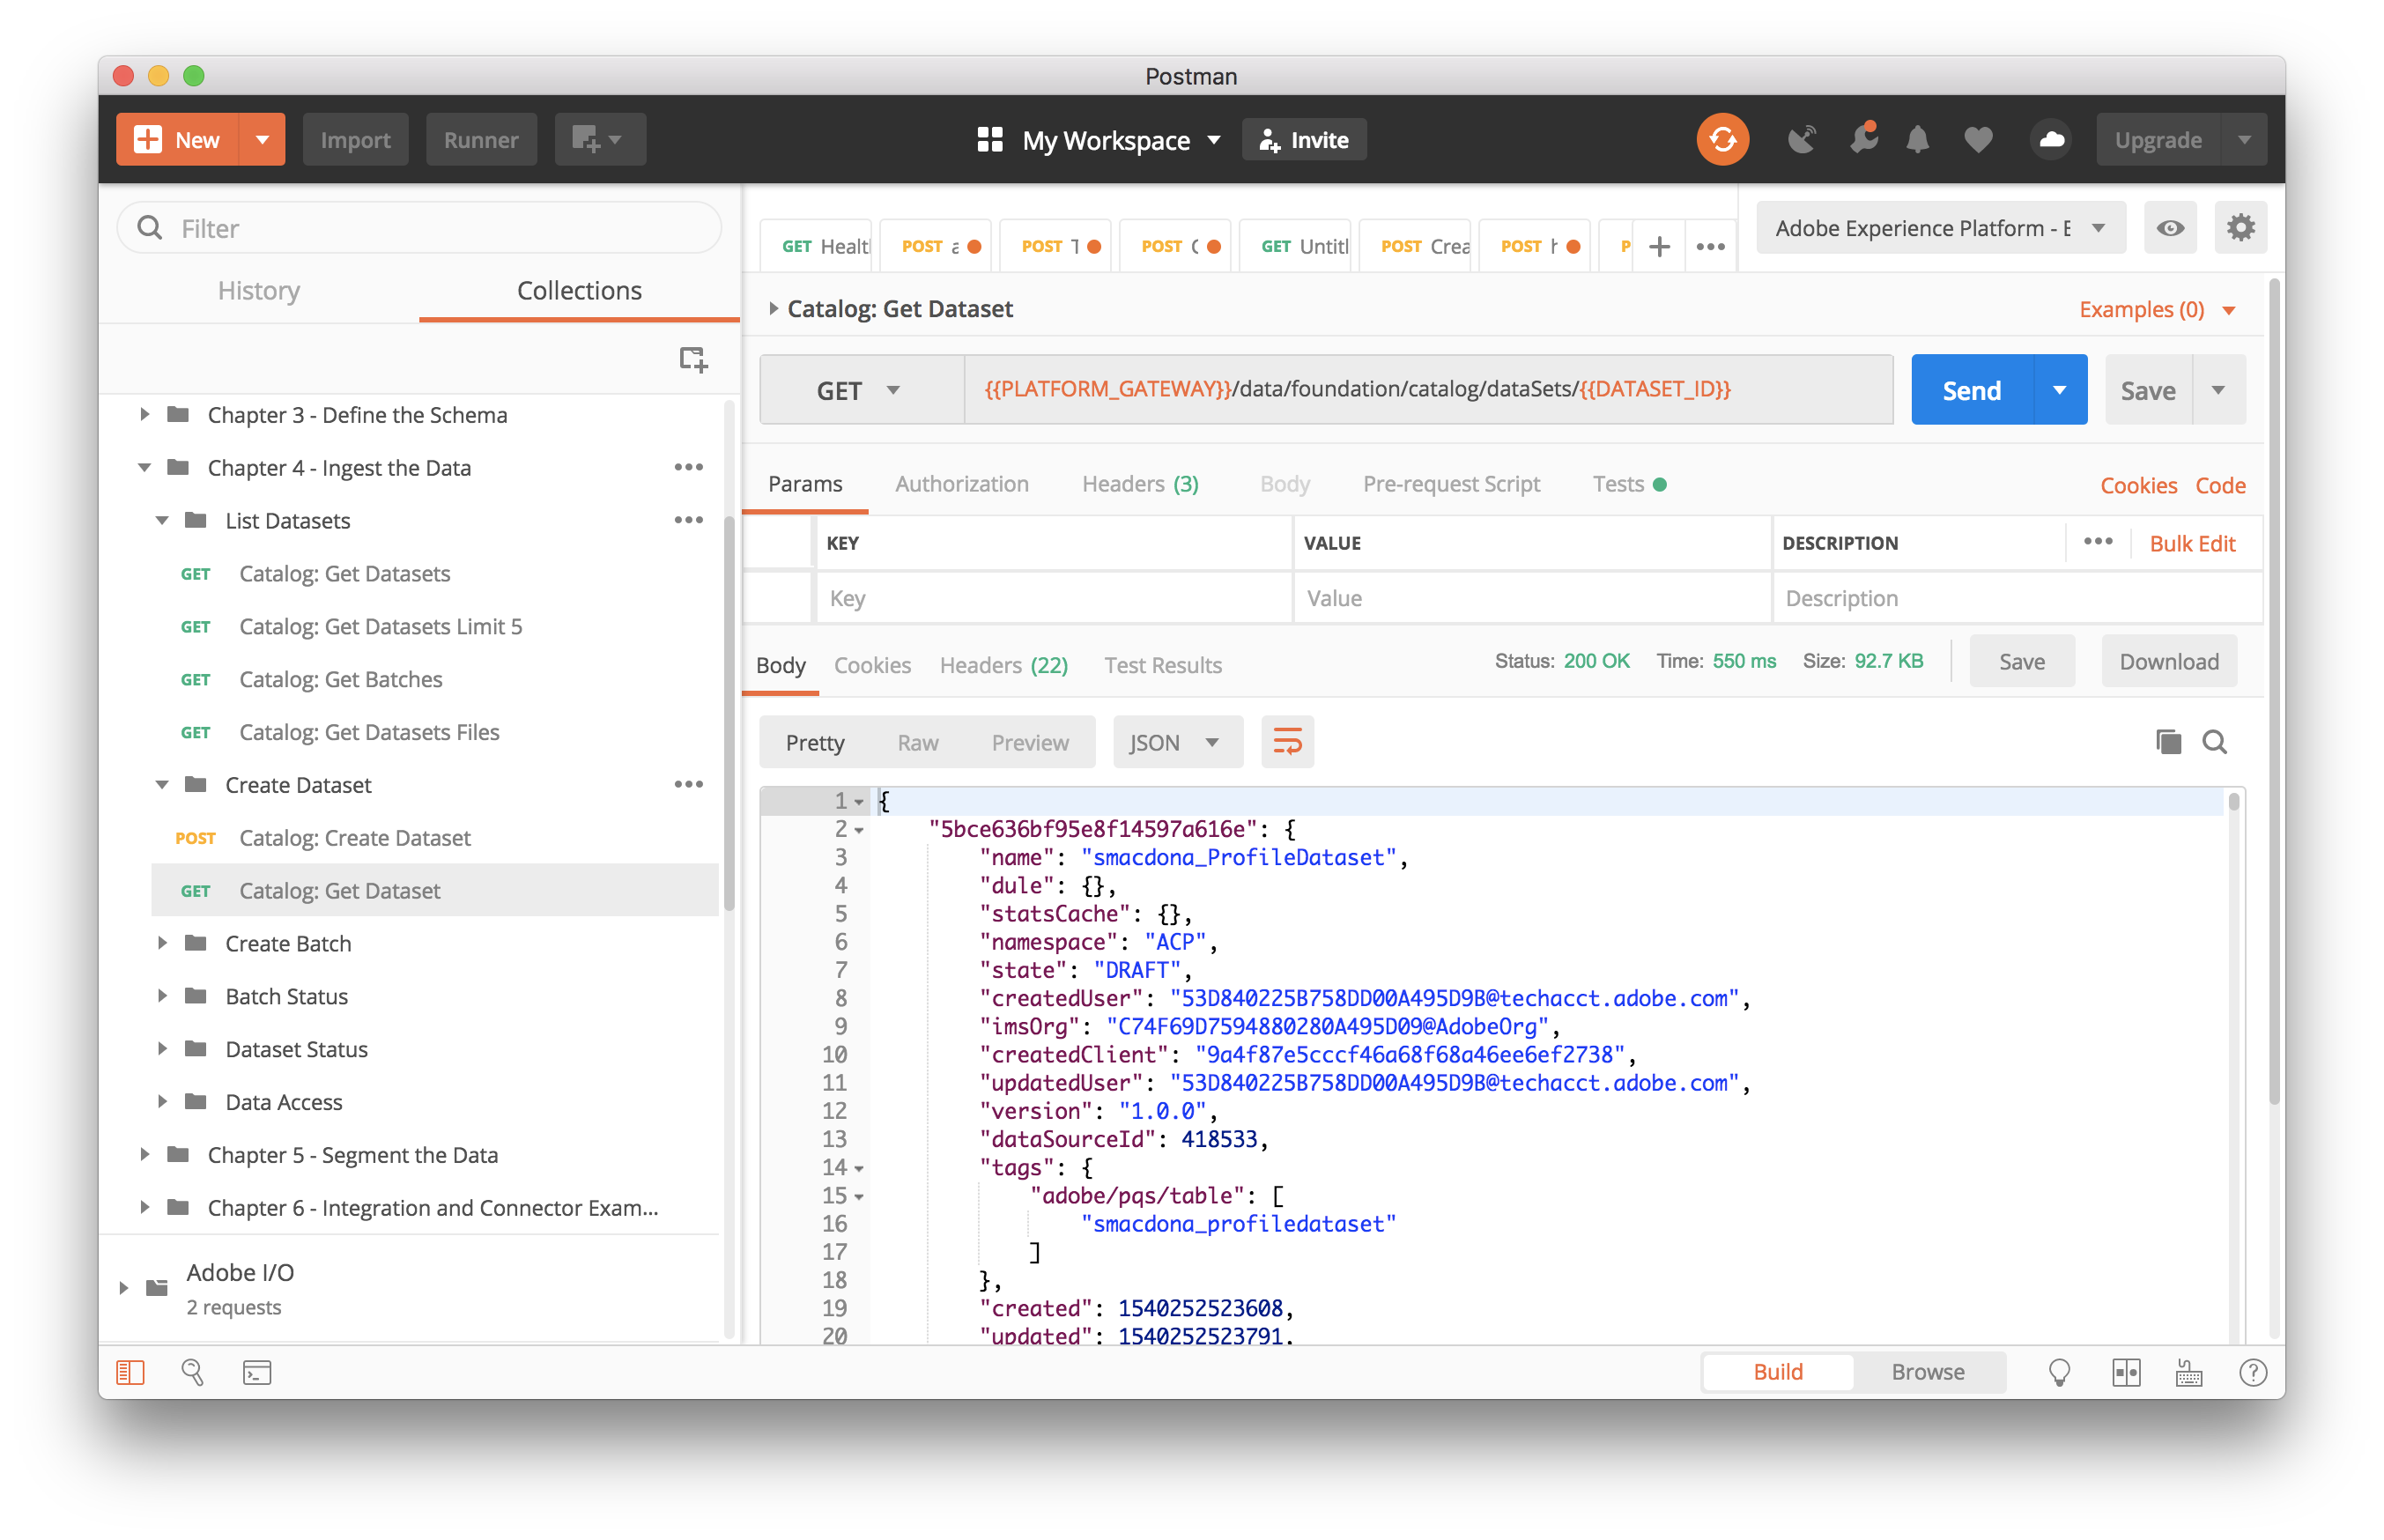 Postman
New Import Runner My Workspace Invite Upgrade
Filter
History Collections
Chapter 3 - Define the Schema
Chapter 4 - Ingest the Data
List Datasets
GET Catalog: Get Datasets
GET Catalog: Get Datasets Limit 5
GET Catalog: Get Batches
GET Catalog: Get Datasets Files
Create Dataset
POST Catalog: Create Dataset
GET Catalog: Get Dataset
Create Batch
Batch Status
Dataset Status
Data Access
Chapter 5 - Segment the Data
Chapter 6 - Integration and Connector Exam...
Adobe I/O
2 requests
GET Healt POST a POST T POST GET Untitl POST Crea POST h P
Adobe Experience Platform - E
Catalog: Get Dataset Examples (0)
GET {{PLATFORM_GATEWAY}}/data/foundation/catalog/dataSets/{{DATASET_ID}} Send Save
Params Authorization Headers (3) Body Pre-request Script Tests Cookies Code
KEY VALUE DESCRIPTION Bulk Edit
Key Value Description
Body Cookies Headers (22) Test Results Status: 200 OK Time: 550 ms Size: 92.7 KB Save Download
Pretty Raw Preview JSON
1 {
2 "5bce636bf95e8f14597a616e": {
3 "name": "smacdona_ProfileDataset",
4 "dule": {},
5 "statsCache": {},
6 "namespace": "ACP",
7 "state": "DRAFT",
8 "createdUser": "53D840225B758DD00A495D9B@techacct.adobe.com",
9 "imsOrg": "C74F69D7594880280A495D09@AdobeOrg",
10 "createdClient": "9a4f87e5cccf46a68f68a46ee6ef2738",
11 "updatedUser": "53D840225B758DD00A495D9B@techacct.adobe.com",
12 "version": "1.0.0",
13 "dataSourceId": 418533,
14 "tags": {
15 "adobe/pqs/table": [
16 "smacdona_profiledataset"
17 ]
18 },
19 "created": 1540252523608,
20 "updated": 1540252523791,
Build Browse